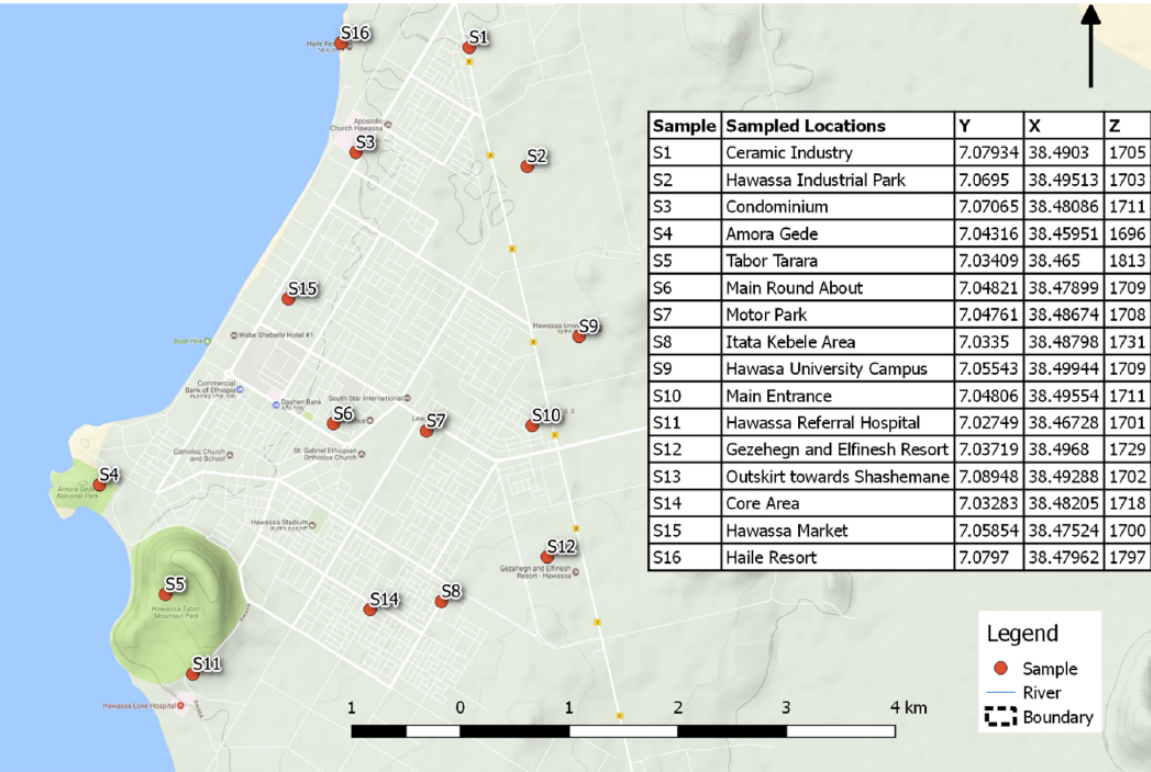 S16
S1
Apostolic
Church Hawassa
S3
S2
S15
Wabe Shebelle Hotel #1
Boat Hire
S9
Commercial
Bank of Ethiopia
Dashen Bank
South Star International
S6
S7
S10
Catholic Church
and School
St. Gabriel Ethiopian
Orthodox Church
S4
Amora Gedel
National Park
Hawassa Stadium
S12
Gezahegn and Elfinesh
Resort - Hawassa
S5
Hawassa Tabor
Mountain Park
S14
S8
S11
Hawassa Loke Hospital
Sample Sampled Locations Y X Z
S1 Ceramic Industry 7.07934 38.4903 1705
S2 Hawassa Industrial Park 7.0695 38.49513 1703
S3 Condominium 7.07065 38.48086 1711
S4 Amora Gede 7.04316 38.45951 1696
S5 Tabor Tarara 7.03409 38.465 1813
S6 Main Round About 7.04821 38.47899 1709
S7 Motor Park 7.04761 38.48674 1708
S8 Itata Kebele Area 7.0335 38.48798 1731
S9 Hawasa University Campus 7.05543 38.49944 1709
S10 Main Entrance 7.04806 38.49554 1711
S11 Hawassa Referral Hospital 7.02749 38.46728 1701
S12 Gezehegn and Elfinesh Resort 7.03719 38.4968 1729
S13 Outskirt towards Shashemane 7.08948 38.49288 1702
S14 Core Area 7.03283 38.48205 1718
S15 Hawassa Market 7.05854 38.47524 1700
S16 Haile Resort 7.0797 38.47962 1797
Legend
Sample
River
Boundary
1 0 1 2 3 4 km